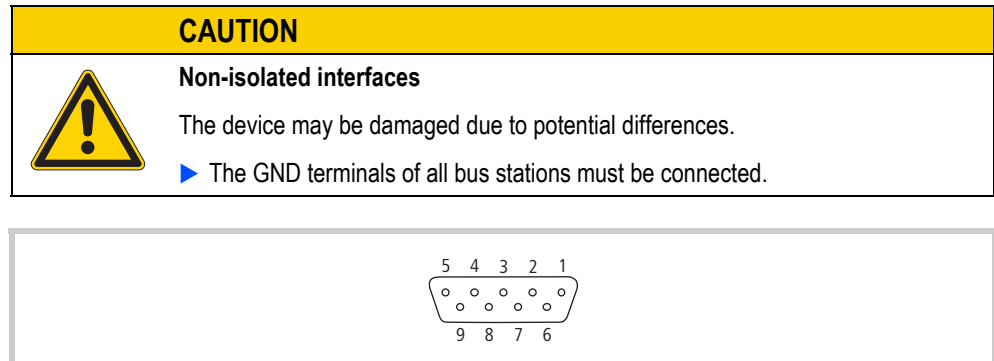 CAUTION
Non-isolated interfaces
The device may be damaged due to potential differences.
▶ The GND terminals of all bus stations must be connected.
5 4 3 2 1
9 8 7 6